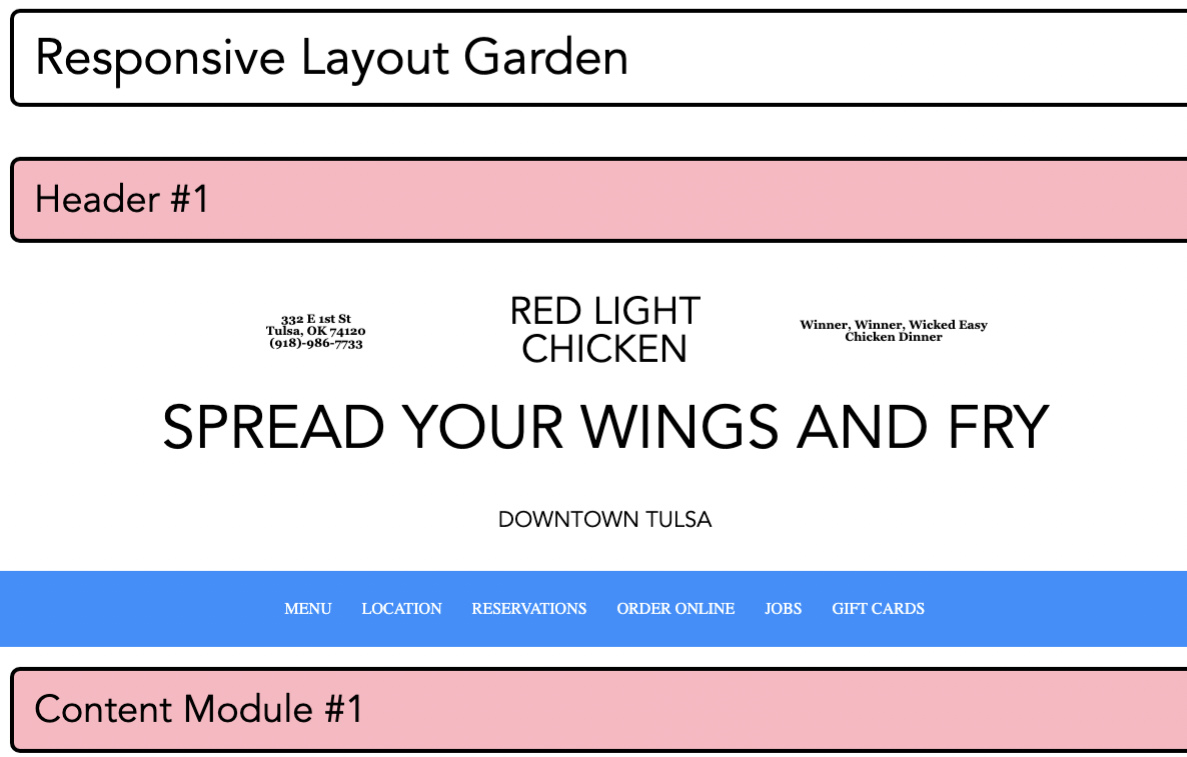 Responsive Layout Garden
Header #1
332 E 1st St
Tulsa, OK 74120
(918)-986-7733
RED LIGHT
CHICKEN
Winner, Winner, Wicked Easy
Chicken Dinner
SPREAD YOUR WINGS AND FRY
DOWNTOWN TULSA
MENU LOCATION RESERVATIONS ORDER ONLINE JOBS GIFT CARDS
Content Module #1